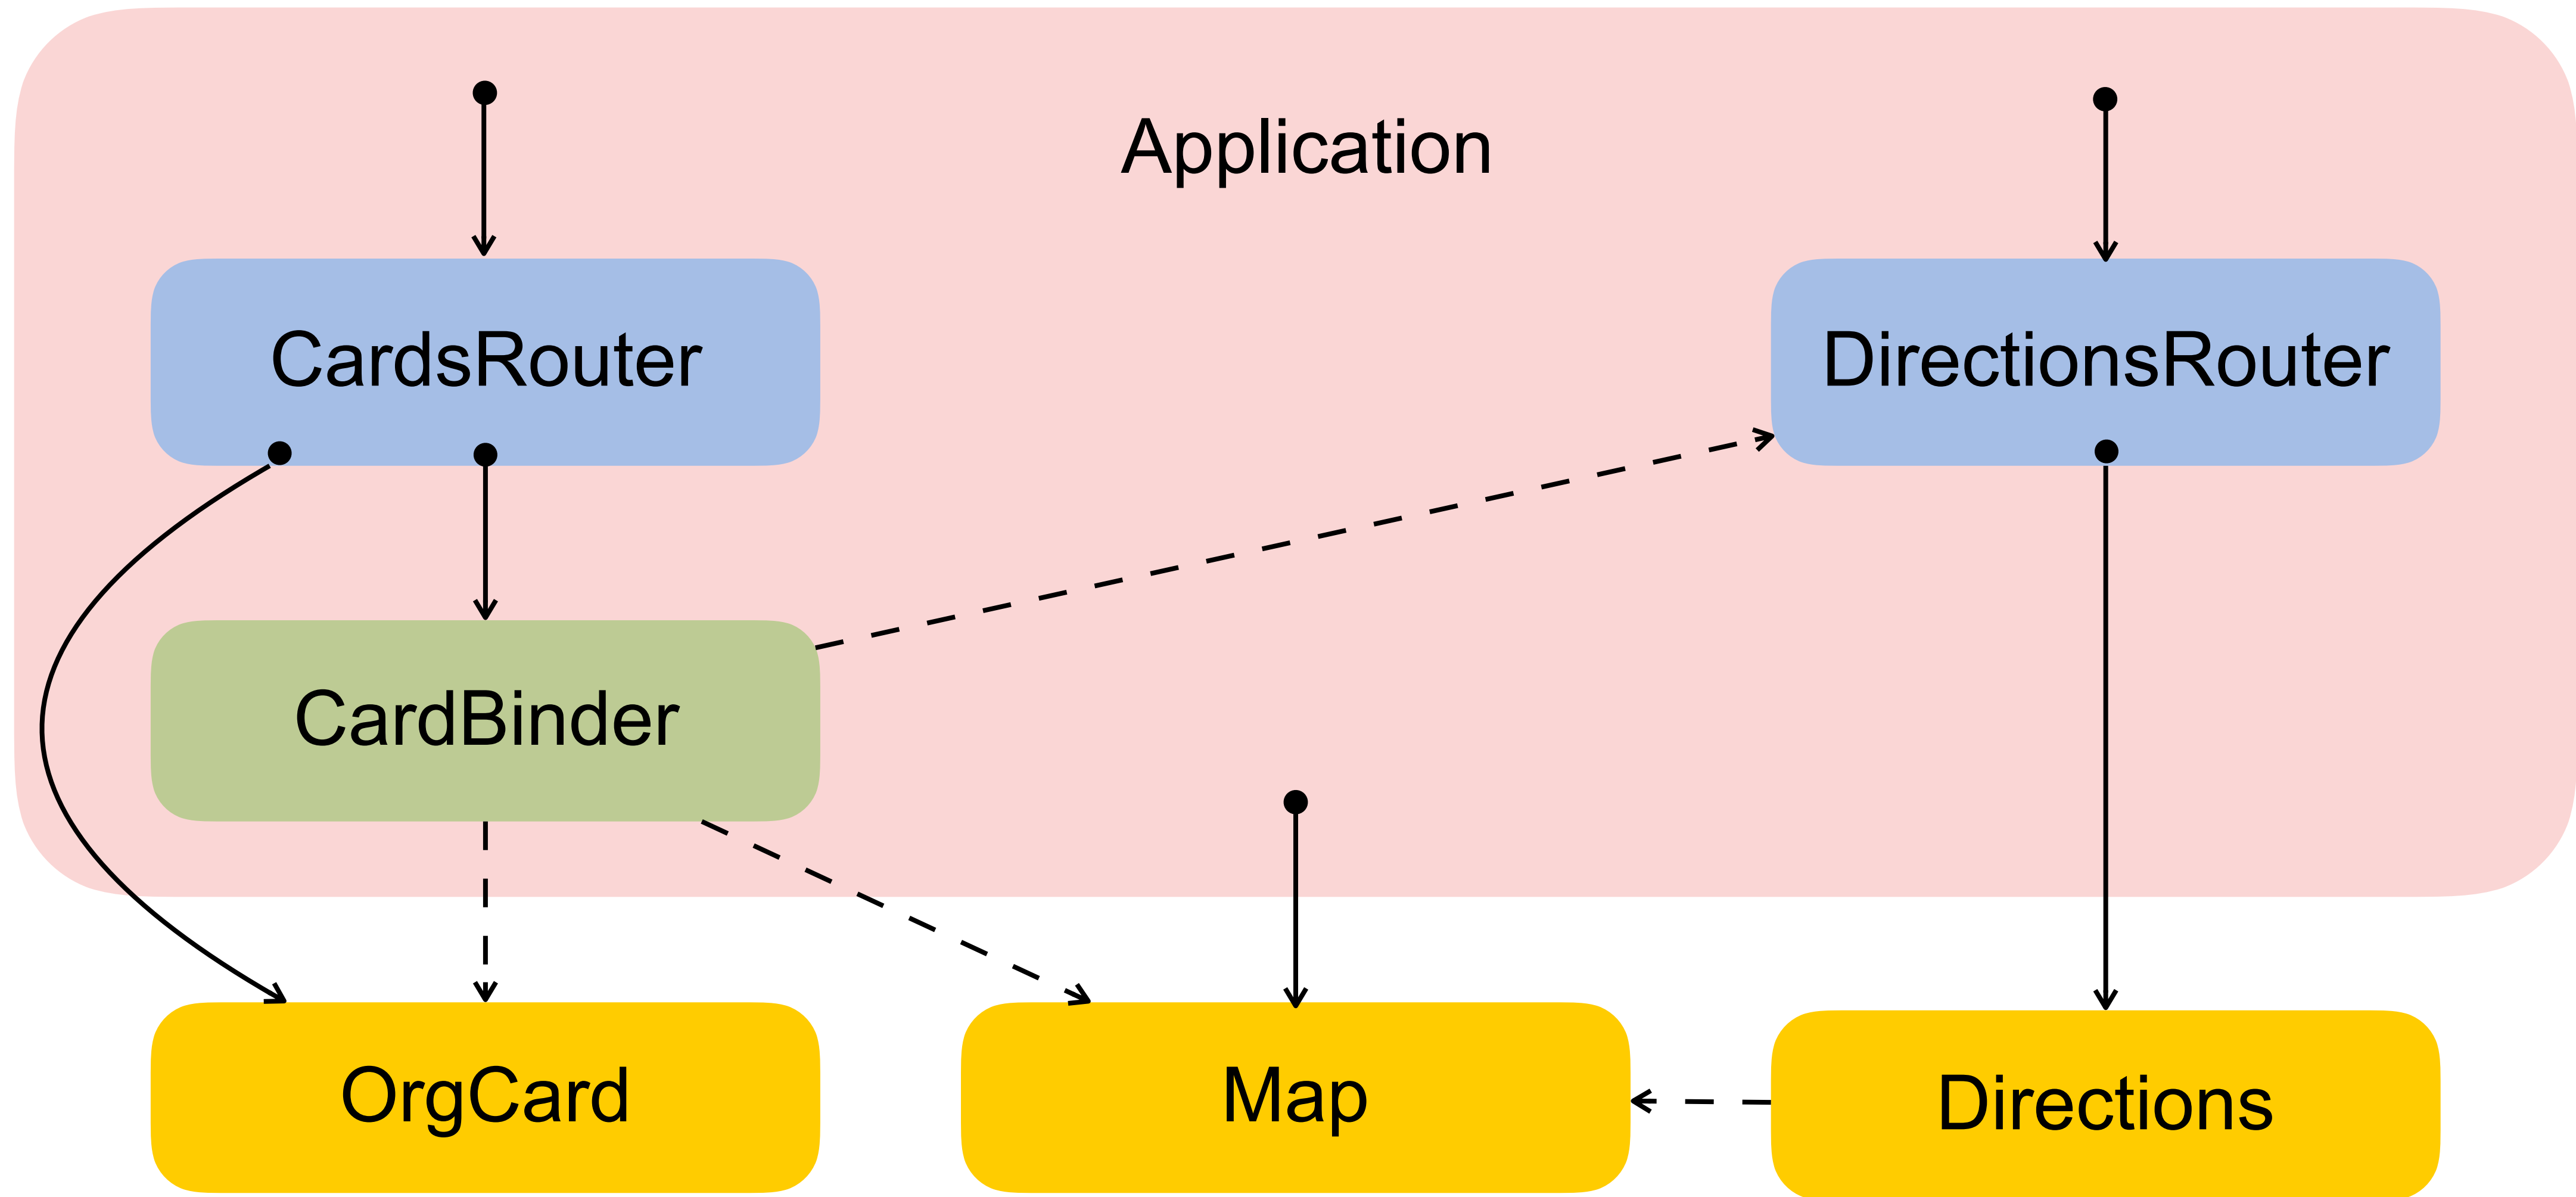 Application
CardsRouter
DirectionsRouter
CardBinder
OrgCard
Map
Directions